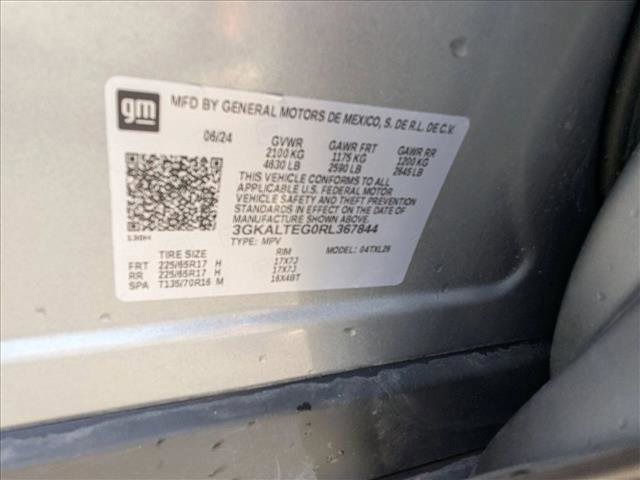 gm
MFD BY GENERAL MOTORS DE MEXICO, S. DE R.L. DE C.V.
06/24 GVWR GAWR FRT GAWR RR
2100 KG 1175 KG 1200 KG
4630 LB 2590 LB 2645 LB
THIS VEHICLE CONFORMS TO ALL
APPLICABLE U.S. FEDERAL MOTOR
VEHICLE SAFETY AND THEFT PREVENTION
STANDARDS IN EFFECT ON THE DATE OF
MANUFACTURE SHOWN ABOVE.
3GKALTEG0RL367844
TYPE: MPV MODEL: 04TXL26
TIRE SIZE RIM
FRT 225/65R17 H 17X7J
RR 225/65R17 H 17X7J
SPA T135/70R16 M 16X4BT